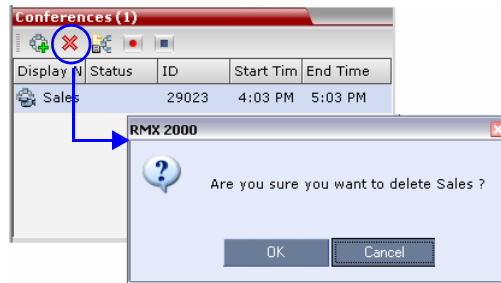 Conferences (1)
Display N Status ID Start Tim End Time
Sales 29023 4:03 PM 5:03 PM
RMX 2000
Are you sure you want to delete Sales ?
OK Cancel